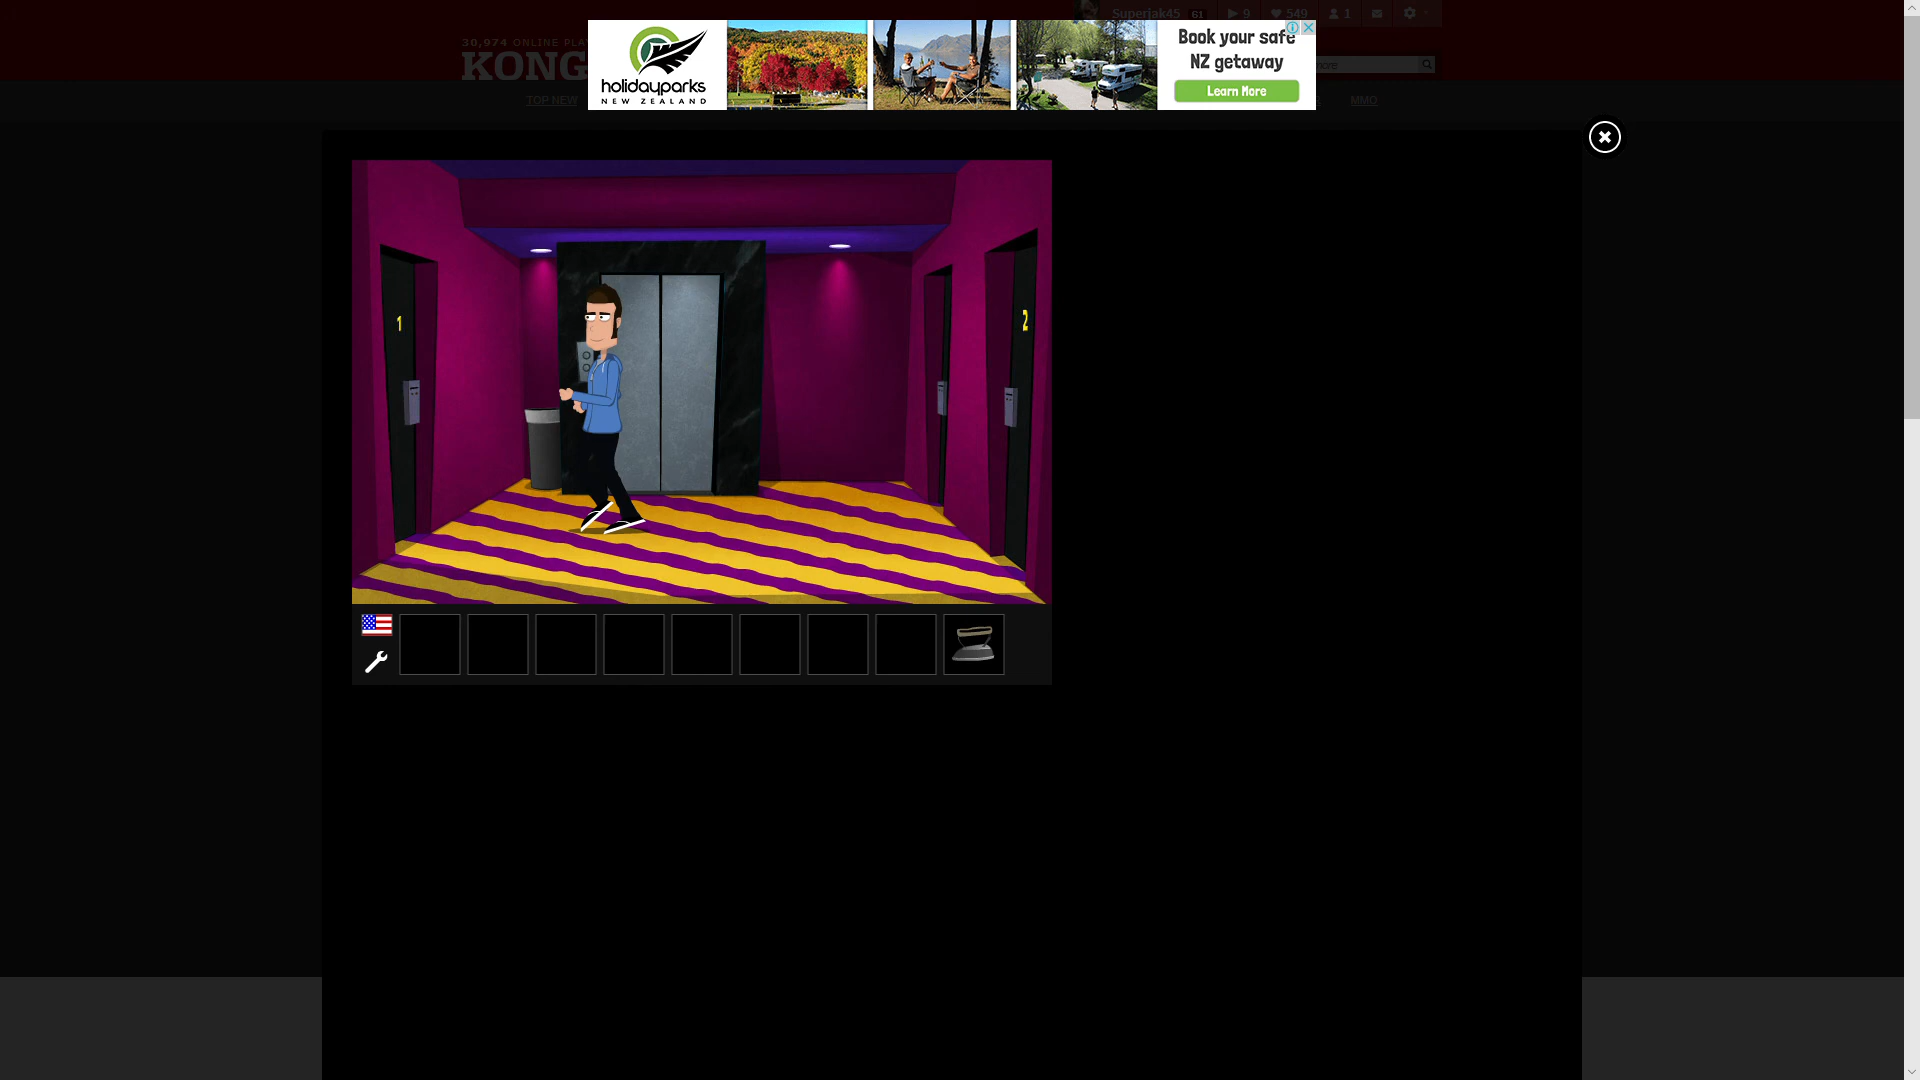 Superjak45 61 9 549 1
30,974 ONLINE PLA
KONG
holidayparks
NEW ZEALAND
Book your safe
NZ getaway
Learn More
TOP NEW
MMO
1
2